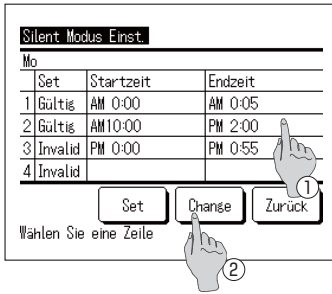 Silent Modus Einst.
Mo
Set Startzeit Endzeit
1 Gültig AM 0:00 AM 0:05
2 Gültig AM10:00 PM 2:00
3 Invalid PM 0:00 PM 0:55
4 Invalid
Set Change Zurück
Wählen Sie eine Zeile
①
②